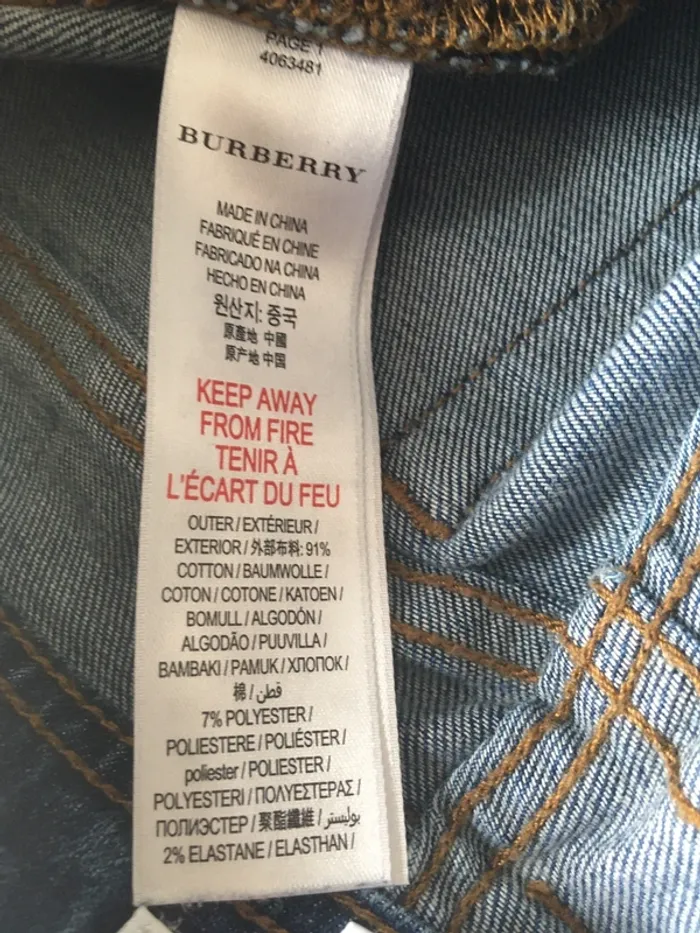 PAGE 1
4063481
BURBERRY
MADE IN CHINA
FABRIQUÉ EN CHINE
FABRICADO NA CHINA
HECHO EN CHINA
원산지: 중국
原產地 中國
原产地 中国
KEEP AWAY
FROM FIRE
TENIR À
L'ÉCART DU FEU
OUTER / EXTÉRIEUR /
EXTERIOR / 外部布料: 91%
COTTON / BAUMWOLLE /
COTON / COTONE / KATOEN /
BOMULL / ALGODÓN /
ALGODÃO / PUUVILLA /
BAMBAKI / PAMUK / ХЛОПОК /
棉 / قطن /
7% POLYESTER /
POLIESTERE / POLIÉSTER /
poliester / POLIESTER /
POLYESTERI / ΠΟΛΥΕΣΤΕΡΑΣ /
ПОЛИЭСТЕР / 聚酯纖維 / بوليستر /
2% ELASTANE / ELASTHAN /